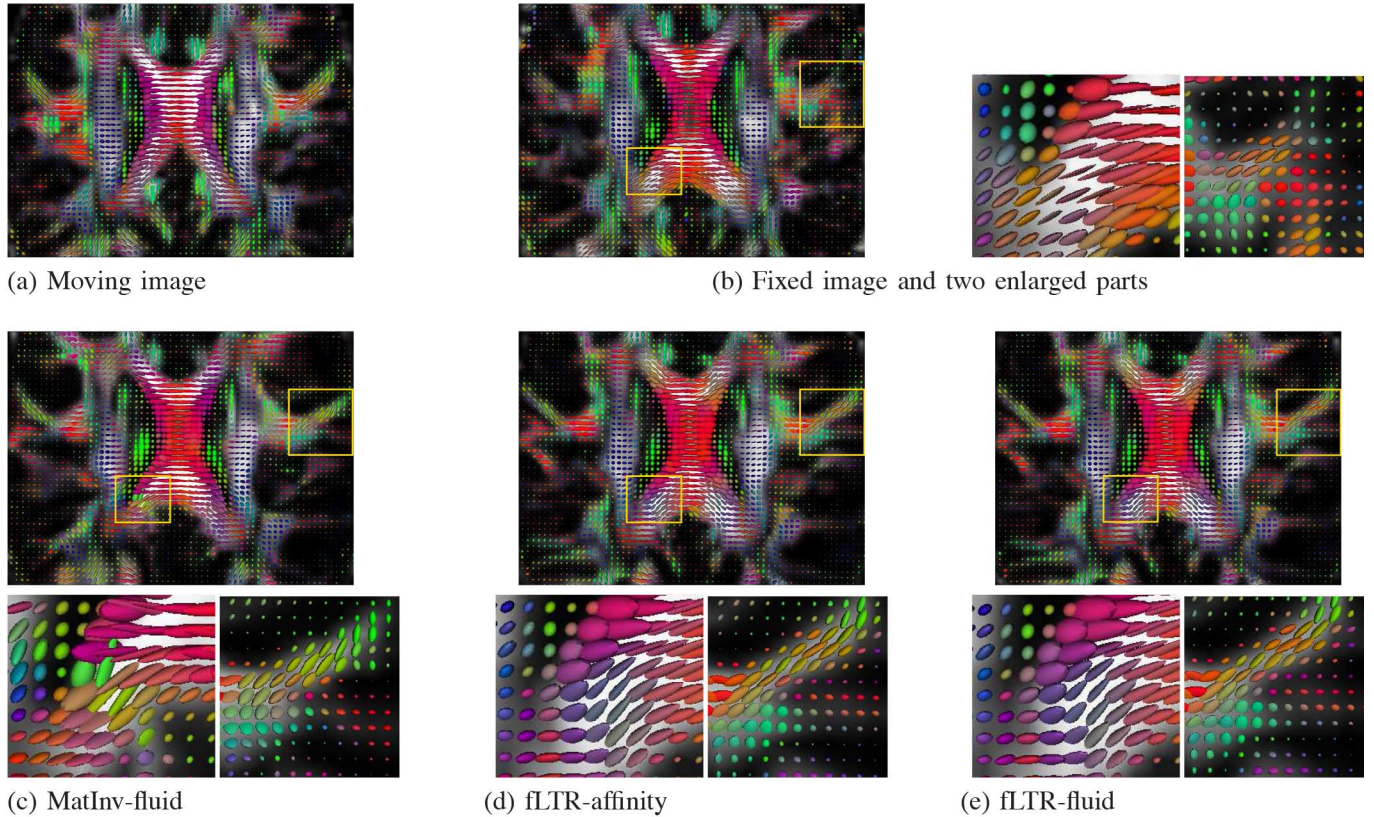 (a) Moving image
(b) Fixed image and two enlarged parts
(c) MatInv-fluid
(d) fLTR-affinity
(e) fLTR-fluid